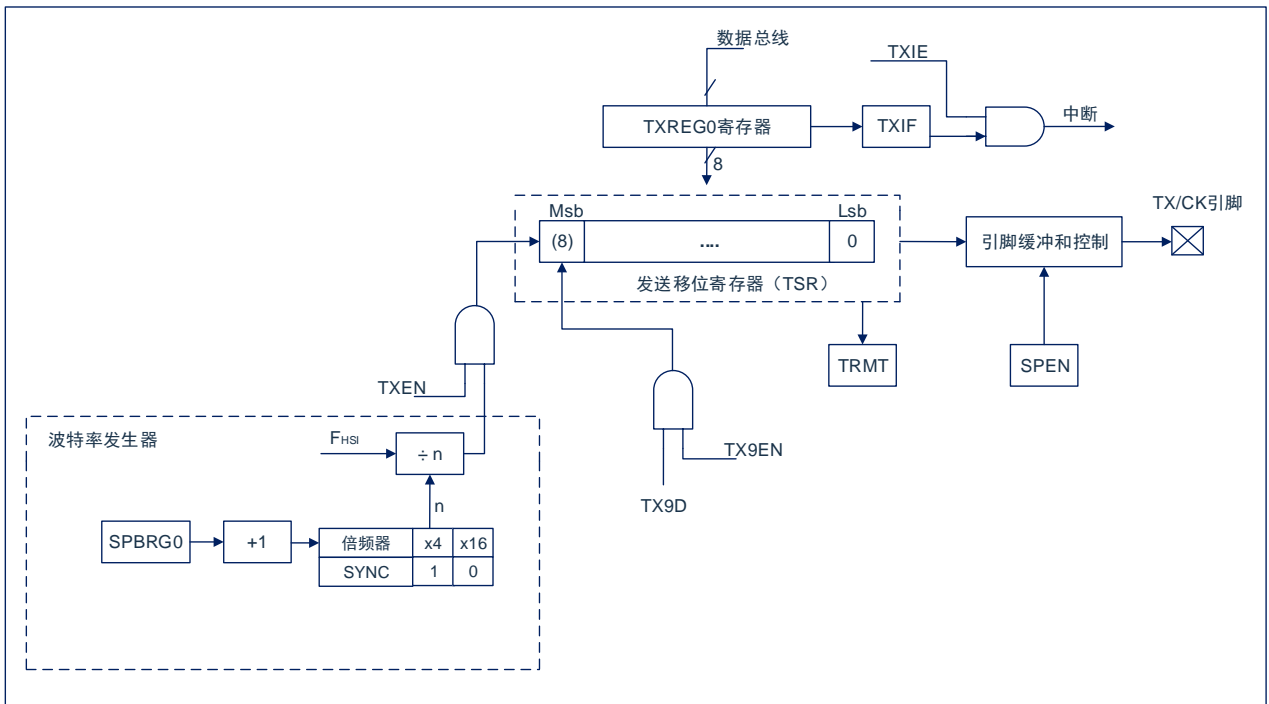 数据总线
TXIE
TXREG0寄存器
TXIF
中断
8
Msb
Lsb
(8)
....
0
发送移位寄存器（TSR）
引脚缓冲和控制
TX/CK引脚
TRMT
SPEN
TXEN
TX9EN
TX9D
波特率发生器
FHSI
÷ n
n
SPBRG0
+1
倍频器 x4 x16
SYNC 1 0